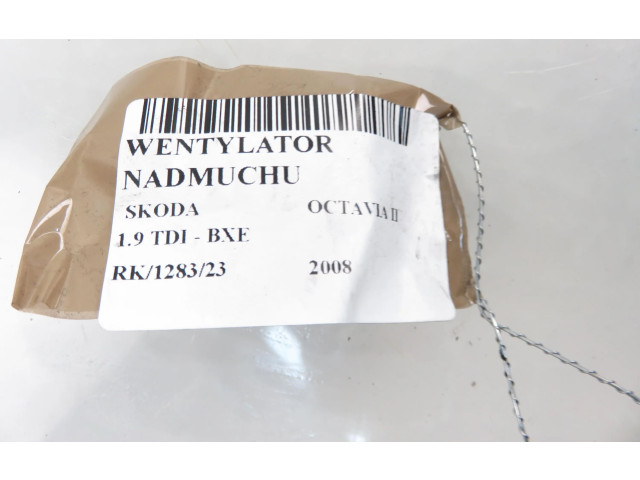 WENTYLATOR
NADMUCHU
SKODA OCTAVIA II
1.9 TDI - BXE
RK/1283/23 2008